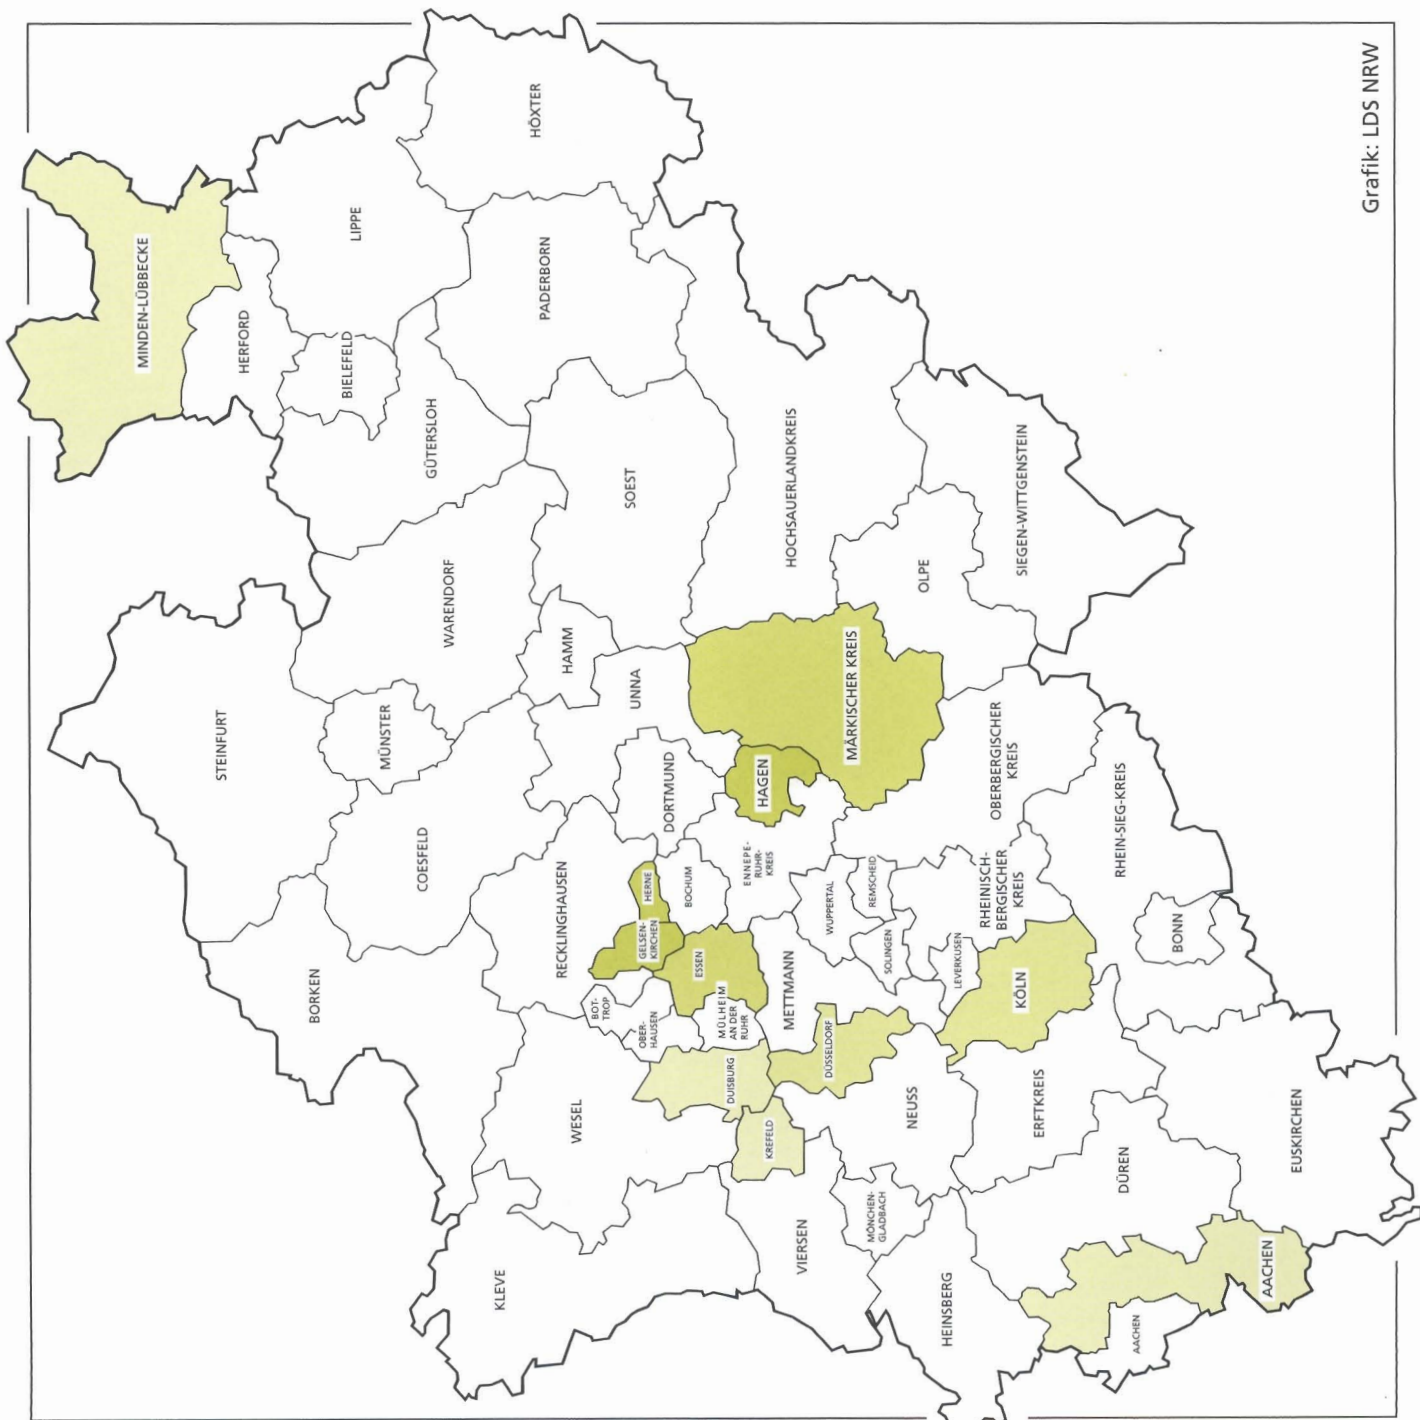 MINDEN-LÜBBECKE
HERFORD
BIELEFELD
LIPPE
HÖXTER
GÜTERSLOH
PADERBORN
STEINFURT
MÜNSTER
WARENDORF
SOEST
HAMM
UNNA
COESFELD
BORKEN
RECKLINGHAUSEN
DORTMUND
HAGEN
MÄRKISCHER KREIS
HOCHSAUERLANDKREIS
OLPE
SIEGEN-WITTGENSTEIN
HERNE
BOCHUM
ENNEPE-
RUHR-
KREIS
GELSEN-
KIRCHEN
ESSEN
BOT-
TROP
OBER-
HAUSEN
MÜLHEIM
AN DER
RUHR
WUPPERTAL
REMSCHEID
SOLINGEN
LEVERKUSEN
OBERBERGISCHER
KREIS
RHEINISCH-
BERGISCHER
KREIS
RHEIN-SIEG-KREIS
BONN
KÖLN
METTMANN
DÜSSELDORF
DUISBURG
KREFELD
WESEL
KLEVE
VIERSEN
MÖNCHEN-
GLADBACH
NEUSS
ERFTKREIS
DÜREN
EUSKIRCHEN
HEINSBERG
AACHEN
AACHEN
Grafik: LDS NRW